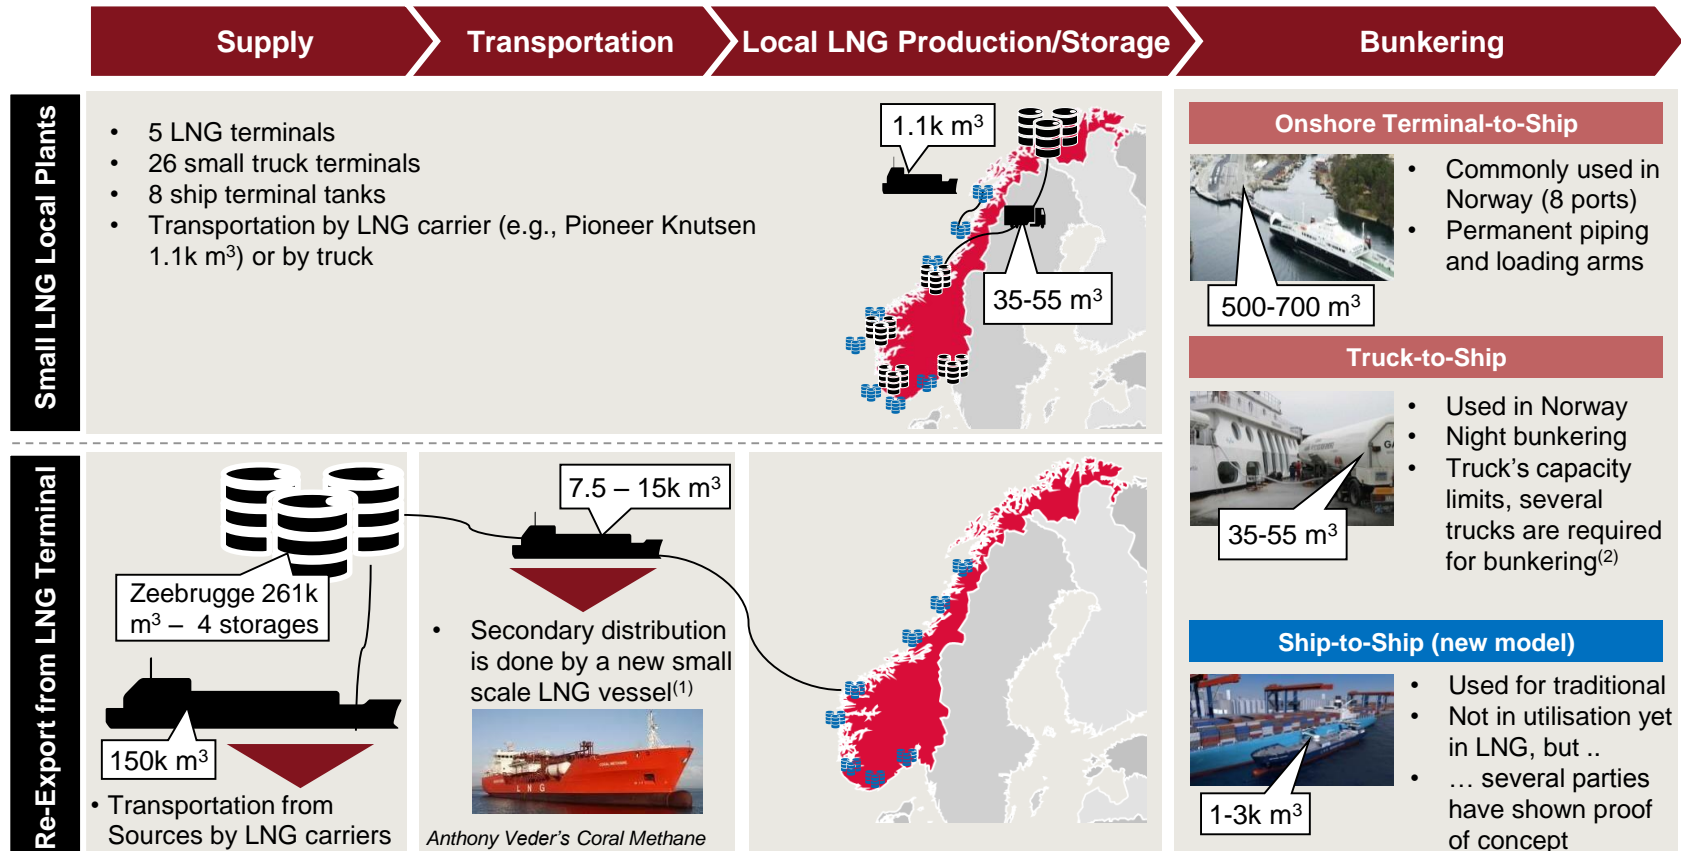 Supply
Transportation
Local LNG Production/Storage
Bunkering
Small LNG Local Plants
• 5 LNG terminals
• 26 small truck terminals
• 8 ship terminal tanks
• Transportation by LNG carrier (e.g., Pioneer Knutsen
1.1k m³) or by truck
1.1k m³
35-55 m³
Onshore Terminal-to-Ship
• Commonly used in
Norway (8 ports)
• Permanent piping
and loading arms
500-700 m³
Truck-to-Ship
• Used in Norway
• Night bunkering
• Truck’s capacity
limits, several
trucks are required
for bunkering⁽²⁾
GA
35-55 m³
Ship-to-Ship (new model)
• Used for traditional
• Not in utilisation yet
in LNG, but ..
• … several parties
have shown proof
of concept
1-3k m³
Re-Export from LNG Terminal
Zeebrugge 261k
m³ – 4 storages
150k m³
• Transportation from
Sources by LNG carriers
7.5 – 15k m³
• Secondary distribution
is done by a new small
scale LNG vessel⁽¹⁾
LNG
Anthony Veder’s Coral Methane